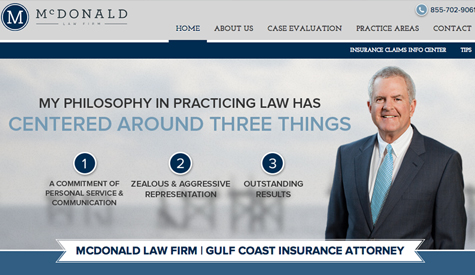 M
McDONALD
LAW FIRM
855-702-9061
HOME
ABOUT US
CASE EVALUATION
PRACTICE AREAS
CONTACT
INSURANCE CLAIMS INFO CENTER
TIPS
MY PHILOSOPHY IN PRACTICING LAW HAS
CENTERED AROUND THREE THINGS
1
A COMMITMENT OF
PERSONAL SERVICE &
COMMUNICATION
2
ZEALOUS & AGGRESSIVE
REPRESENTATION
3
OUTSTANDING
RESULTS
MCDONALD LAW FIRM | GULF COAST INSURANCE ATTORNEY